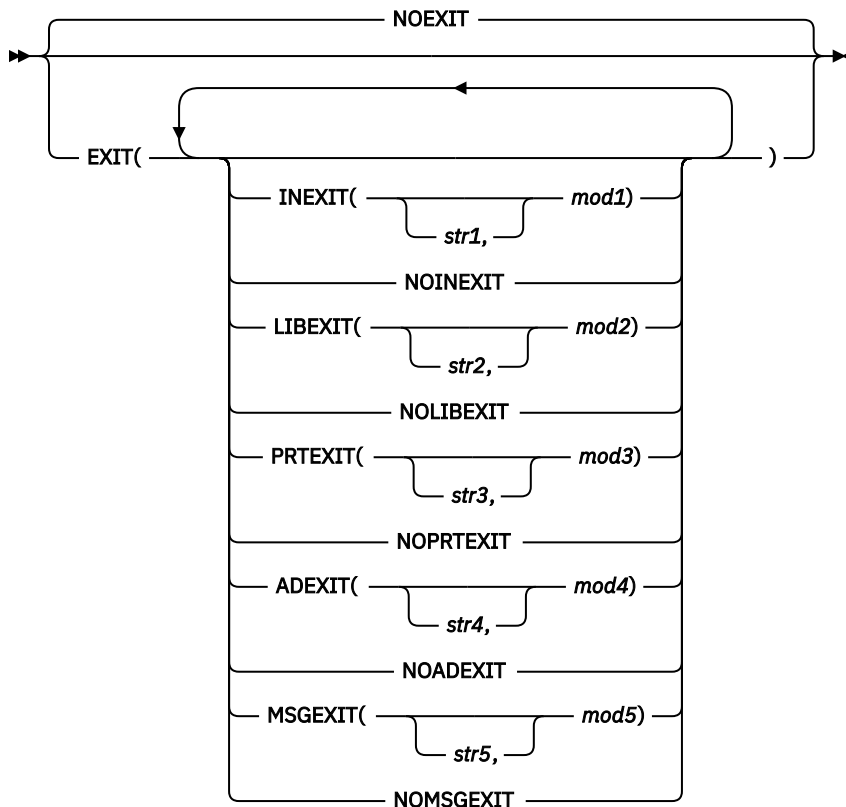 NOEXIT
EXIT( )
INEXIT( mod1)
str1,
NOINEXIT
LIBEXIT( mod2)
str2,
NOLIBEXIT
PRTEXIT( mod3)
str3,
NOPRTEXIT
ADEXIT( mod4)
str4,
NOADEXIT
MSGEXIT( mod5)
str5,
NOMSGEXIT